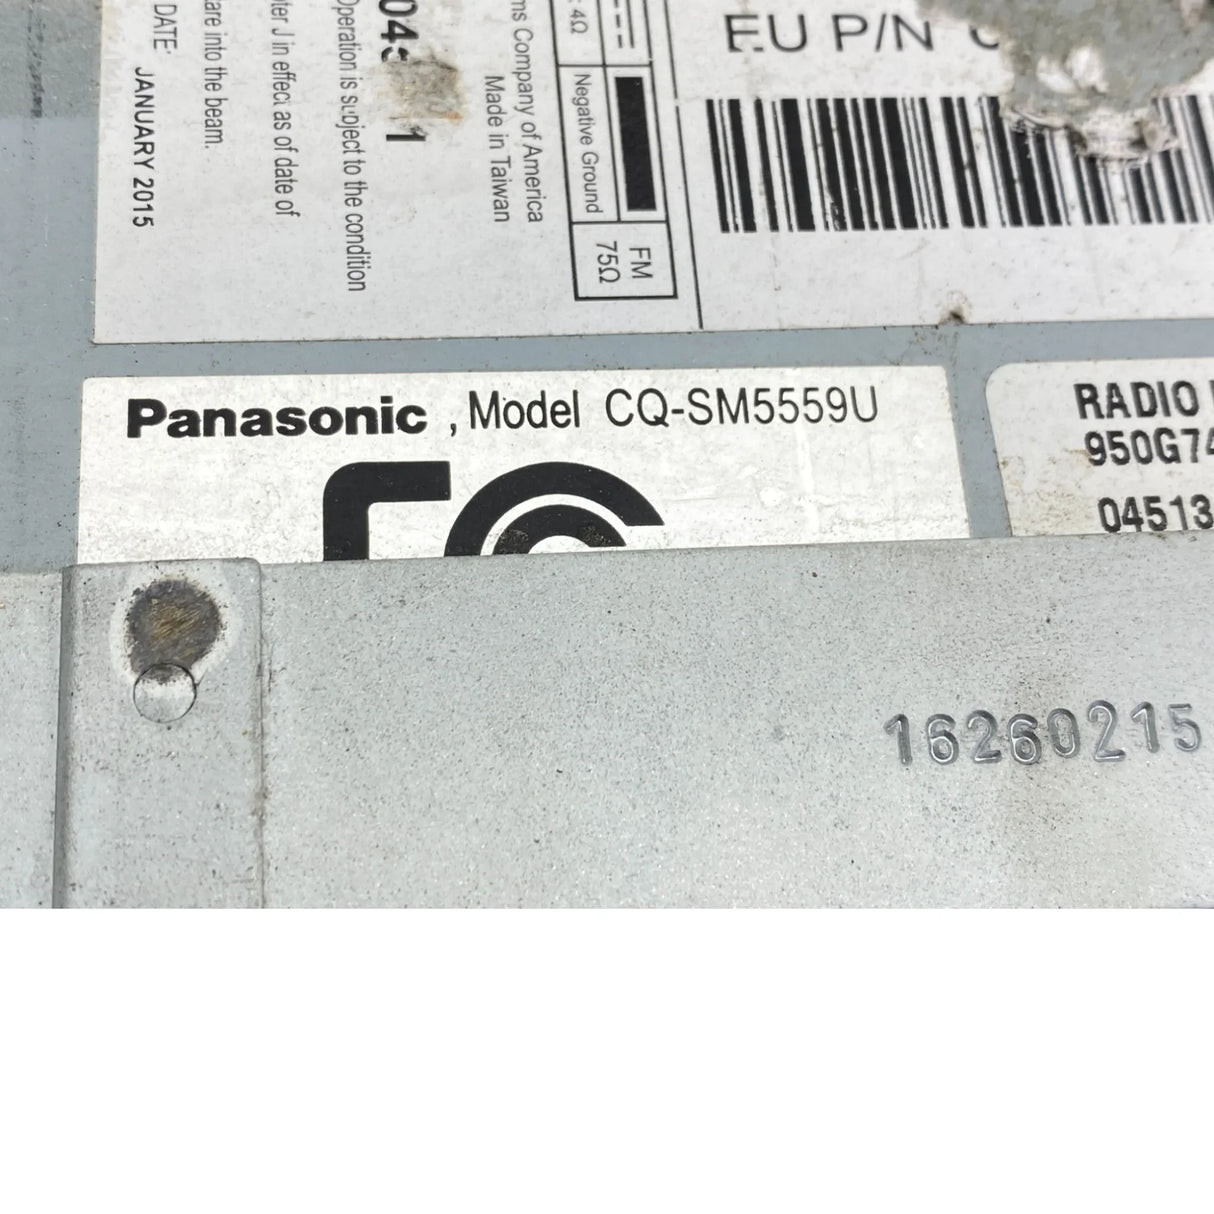 EU P/N
DATE:
JANUARY 2015
are into the beam.
ter J in effect as of date of
Operation is subject to the condition
1
ms Company of America
Made in Taiwan
4Ω
Negative Ground
FM
75Ω
Panasonic , Model CQ-SM5559U
RADIO
950G74
04513
16260215